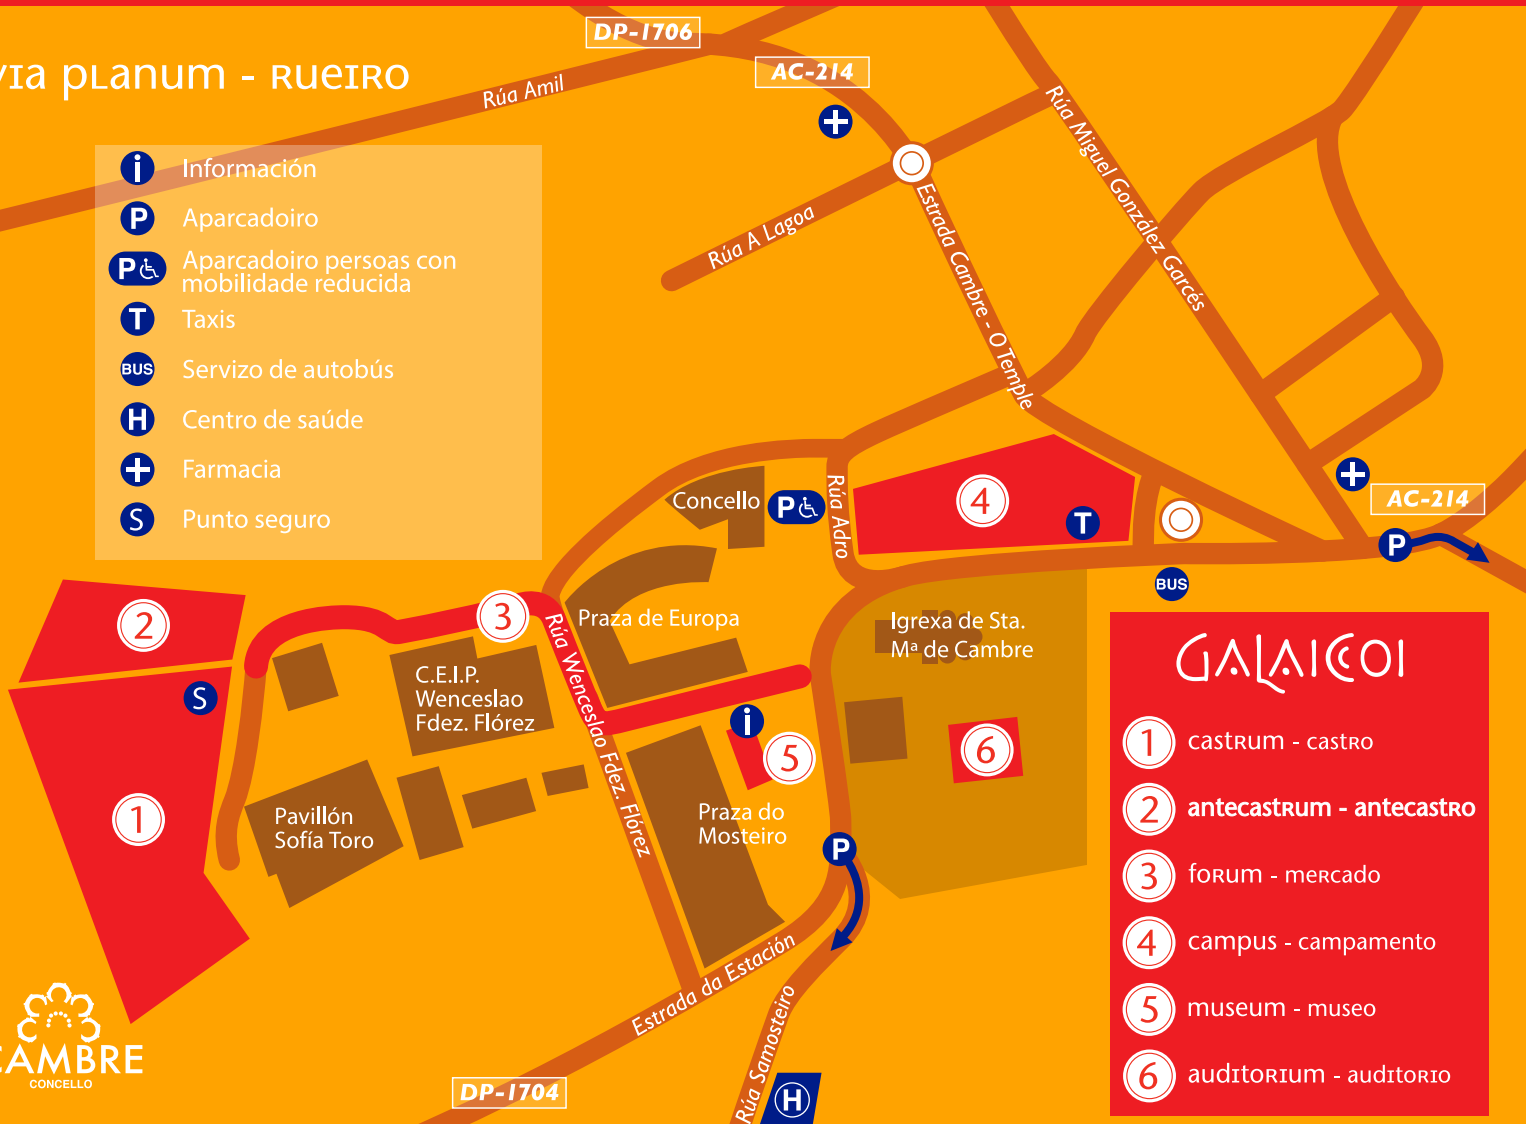 VIA PLANUM - RUEIRO
DP-1706
AC-214
Rúa Amil
Rúa Miguel González Garcés
Rúa A Lagoa
Estrada Cambre - O Temple
i Información
P Aparcadoiro
P Aparcadoiro persoas con
mobilidade reducida
T Taxis
BUS Servizo de autobús
H Centro de saúde
Farmacia
S Punto seguro
Concello
P
Rúa Adro
4
T
AC-214
P
BUS
2
3
Praza de Europa
Igrexa de Sta.
Mª de Cambre
Rúa Wenceslao Fdez. Flórez
C.E.I.P.
Wenceslao
Fdez. Flórez
S
i
5
6
1
Pavillón
Sofía Toro
Praza do
Mosteiro
P
Estrada da Estación
Rúa Samosteiro
H
DP-1704
CAMBRE
CONCELLO
GALAICOI
1 castrum - castro
2 antecastrum - antecastro
3 forum - mercado
4 campus - campamento
5 museum - museo
6 auditorium - auditorio